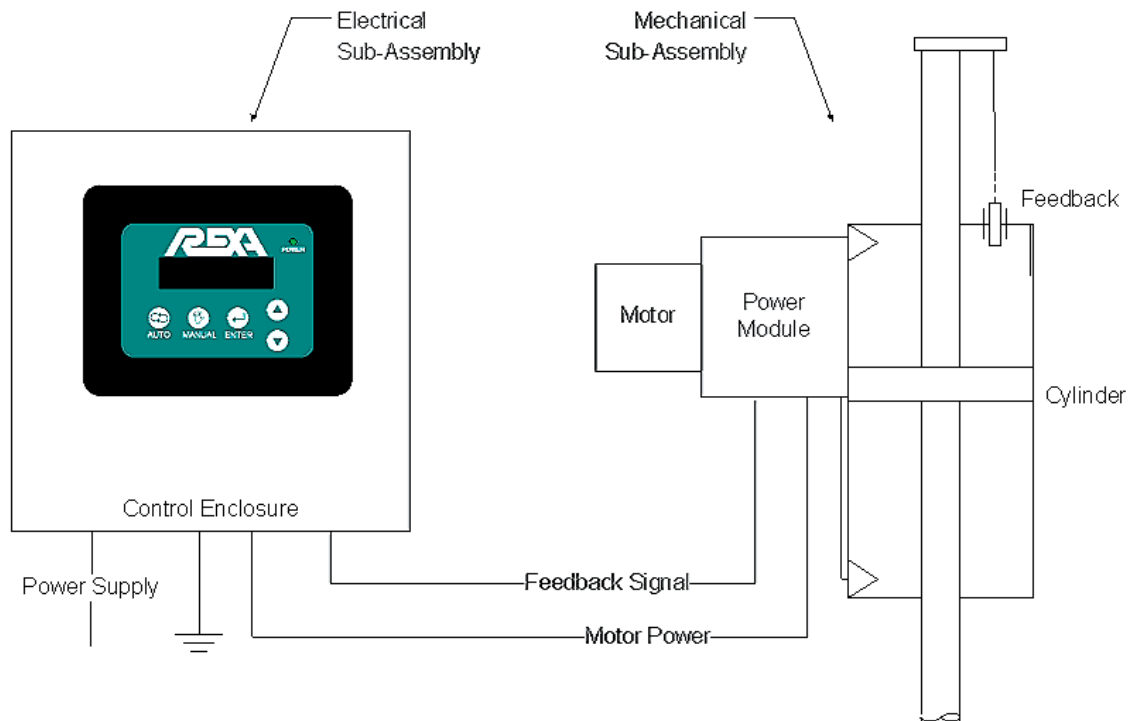 Electrical
Sub-Assembly
Mechanical
Sub-Assembly
REXA
POWER
AUTO MANUAL ENTER
Feedback
Motor
Power
Module
Cylinder
Control Enclosure
Power Supply
Feedback Signal
Motor Power